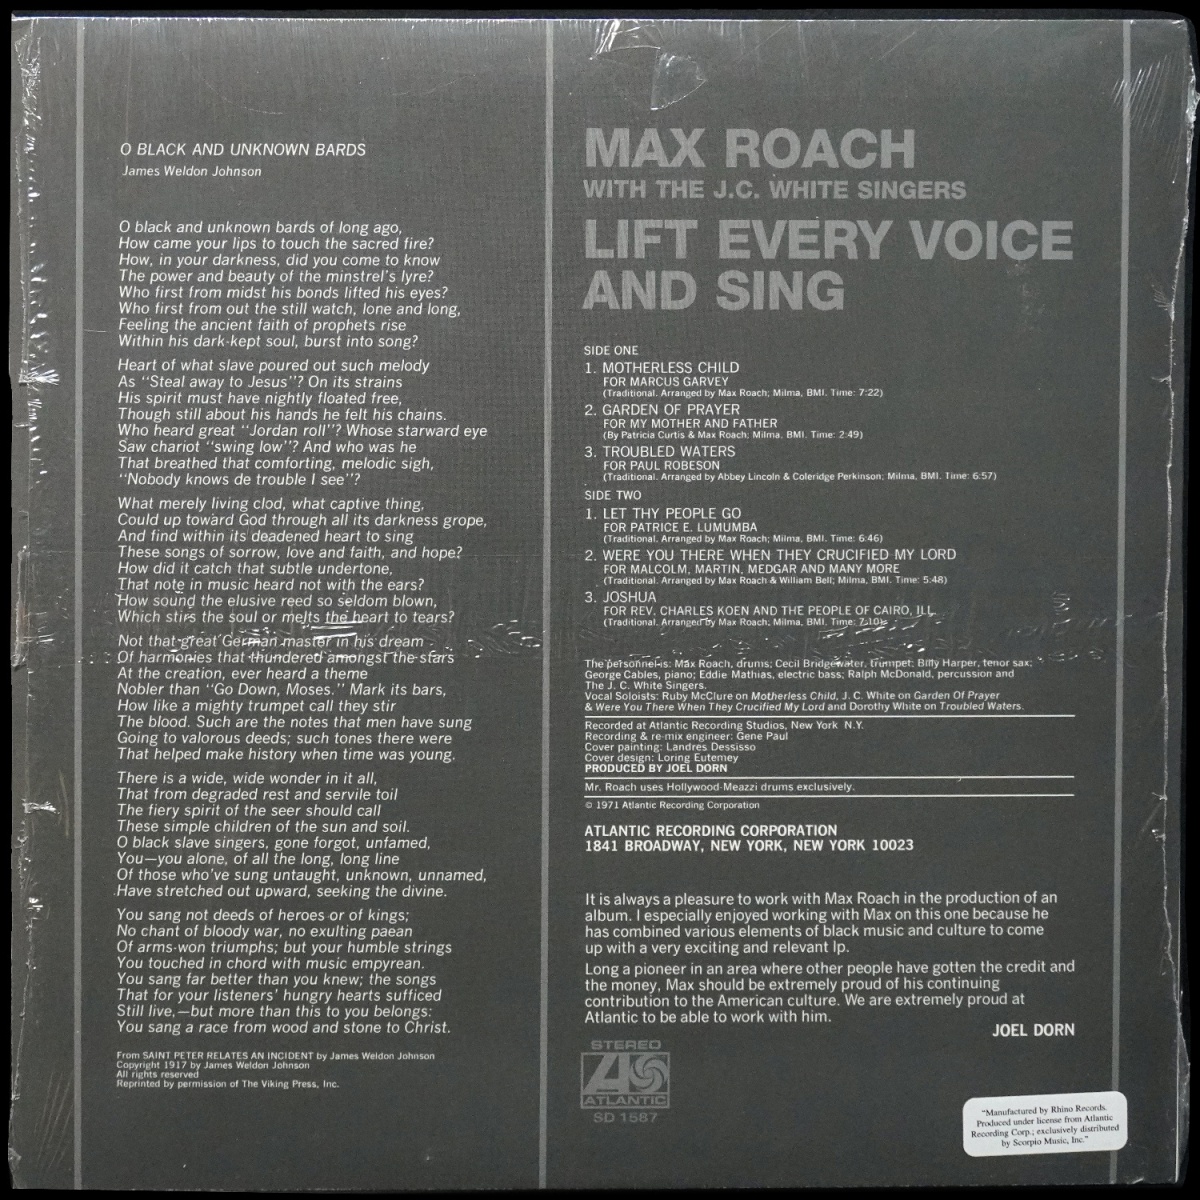 O BLACK AND UNKNOWN BARDS
James Weldon Johnson
O black and unknown bards of long ago,
How came your lips to touch the sacred fire?
How, in your darkness, did you come to know
The power and beauty of the minstrel's lyre?
Who first from midst his bonds lifted his eyes?
Who first from out the still watch, lone and long,
Feeling the ancient faith of prophets rise
Within his dark-kept soul, burst into song?
Heart of what slave poured out such melody
As "Steal away to Jesus"? On its strains
His spirit must have nightly floated free,
Though still about his hands he felt his chains.
Who heard great "Jordan roll"? Whose starward eye
Saw chariot "swing low"? And who was he
That breathed that comforting, melodic sigh,
"Nobody knows de trouble I see"?
What merely living clod, what captive thing,
Could up toward God through all its darkness grope,
And find within its deadened heart to sing
These songs of sorrow, love and faith, and hope?
How did it catch that subtle undertone,
That note in music heard not with the ears?
How sound the elusive reed so seldom blown,
Which stirs the soul or melts the heart to tears?
Not that great German master in his dream
Of harmonies that thundered amongst the stars
At the creation, ever heard a theme
Nobler than "Go Down, Moses." Mark its bars,
How like a mighty trumpet call they stir
The blood. Such are the notes that men have sung
Going to valorous deeds; such tones there were
That helped make history when time was young.
There is a wide, wide wonder in it all,
That from degraded rest and servile toil
The fiery spirit of the seer should call
These simple children of the sun and soil.
O black slave singers, gone forgot, unfamed,
You—you alone, of all the long, long line
Of those who've sung untaught, unknown, unnamed,
Have stretched out upward, seeking the divine.
You sang not deeds of heroes or of kings;
No chant of bloody war, no exulting paean
Of arms-won triumphs; but your humble strings
You touched in chord with music empyrean.
You sang far better than you knew; the songs
That for your listeners' hungry hearts sufficed
Still live,—but more than this to you belongs:
You sang a race from wood and stone to Christ.
From SAINT PETER RELATES AN INCIDENT by James Weldon Johnson
Copyright 1917 by James Weldon Johnson
All rights reserved
Reprinted by permission of The Viking Press, Inc.
MAX ROACH
WITH THE J.C. WHITE SINGERS
LIFT EVERY VOICE
AND SING
SIDE ONE
1. MOTHERLESS CHILD
FOR MARCUS GARVEY
(Traditional. Arranged by Max Roach; Milma, BMI. Time: 7:22)
2. GARDEN OF PRAYER
FOR MY MOTHER AND FATHER
(By Patricia Curtis & Max Roach; Milma, BMI. Time: 2:49)
3. TROUBLED WATERS
FOR PAUL ROBESON
(Traditional. Arranged by Abbey Lincoln & Coleridge Perkinson; Milma, BMI. Time: 6:57)
SIDE TWO
1. LET THY PEOPLE GO
FOR PATRICE E. LUMUMBA
(Traditional. Arranged by Max Roach; Milma, BMI. Time: 6:46)
2. WERE YOU THERE WHEN THEY CRUCIFIED MY LORD
FOR MALCOLM, MARTIN, MEDGAR AND MANY MORE
(Traditional. Arranged by Max Roach & William Bell; Milma, BMI. Time: 5:48)
3. JOSHUA
FOR REV. CHARLES KOEN AND THE PEOPLE OF CAIRO, ILL.
(Traditional. Arranged by Max Roach; Milma, BMI. Time: 7:10)
The personnel is: Max Roach, drums; Cecil Bridgewater, trumpet; Billy Harper, tenor sax;
George Cables, piano; Eddie Mathias, electric bass; Ralph McDonald, percussion and
The J. C. White Singers.
Vocal Soloists: Ruby McClure on Motherless Child, J. C. White on Garden Of Prayer
& Were You There When They Crucified My Lord and Dorothy White on Troubled Waters.
Recorded at Atlantic Recording Studios, New York N.Y.
Recording & re-mix engineer: Gene Paul
Cover painting: Landres Dessisso
Cover design: Loring Eutemey
PRODUCED BY JOEL DORN
Mr. Roach uses Hollywood-Meazzi drums exclusively.
© 1971 Atlantic Recording Corporation
ATLANTIC RECORDING CORPORATION
1841 BROADWAY, NEW YORK, NEW YORK 10023
It is always a pleasure to work with Max Roach in the production of an
album. I especially enjoyed working with Max on this one because he
has combined various elements of black music and culture to come
up with a very exciting and relevant lp.
Long a pioneer in an area where other people have gotten the credit and
the money, Max should be extremely proud of his continuing
contribution to the American culture. We are extremely proud at
Atlantic to be able to work with him.
JOEL DORN
STEREO
ATLANTIC
SD 1587
"Manufactured by Rhino Records.
Produced under license from Atlantic
Recording Corp.; exclusively distributed
by Scorpio Music, Inc."